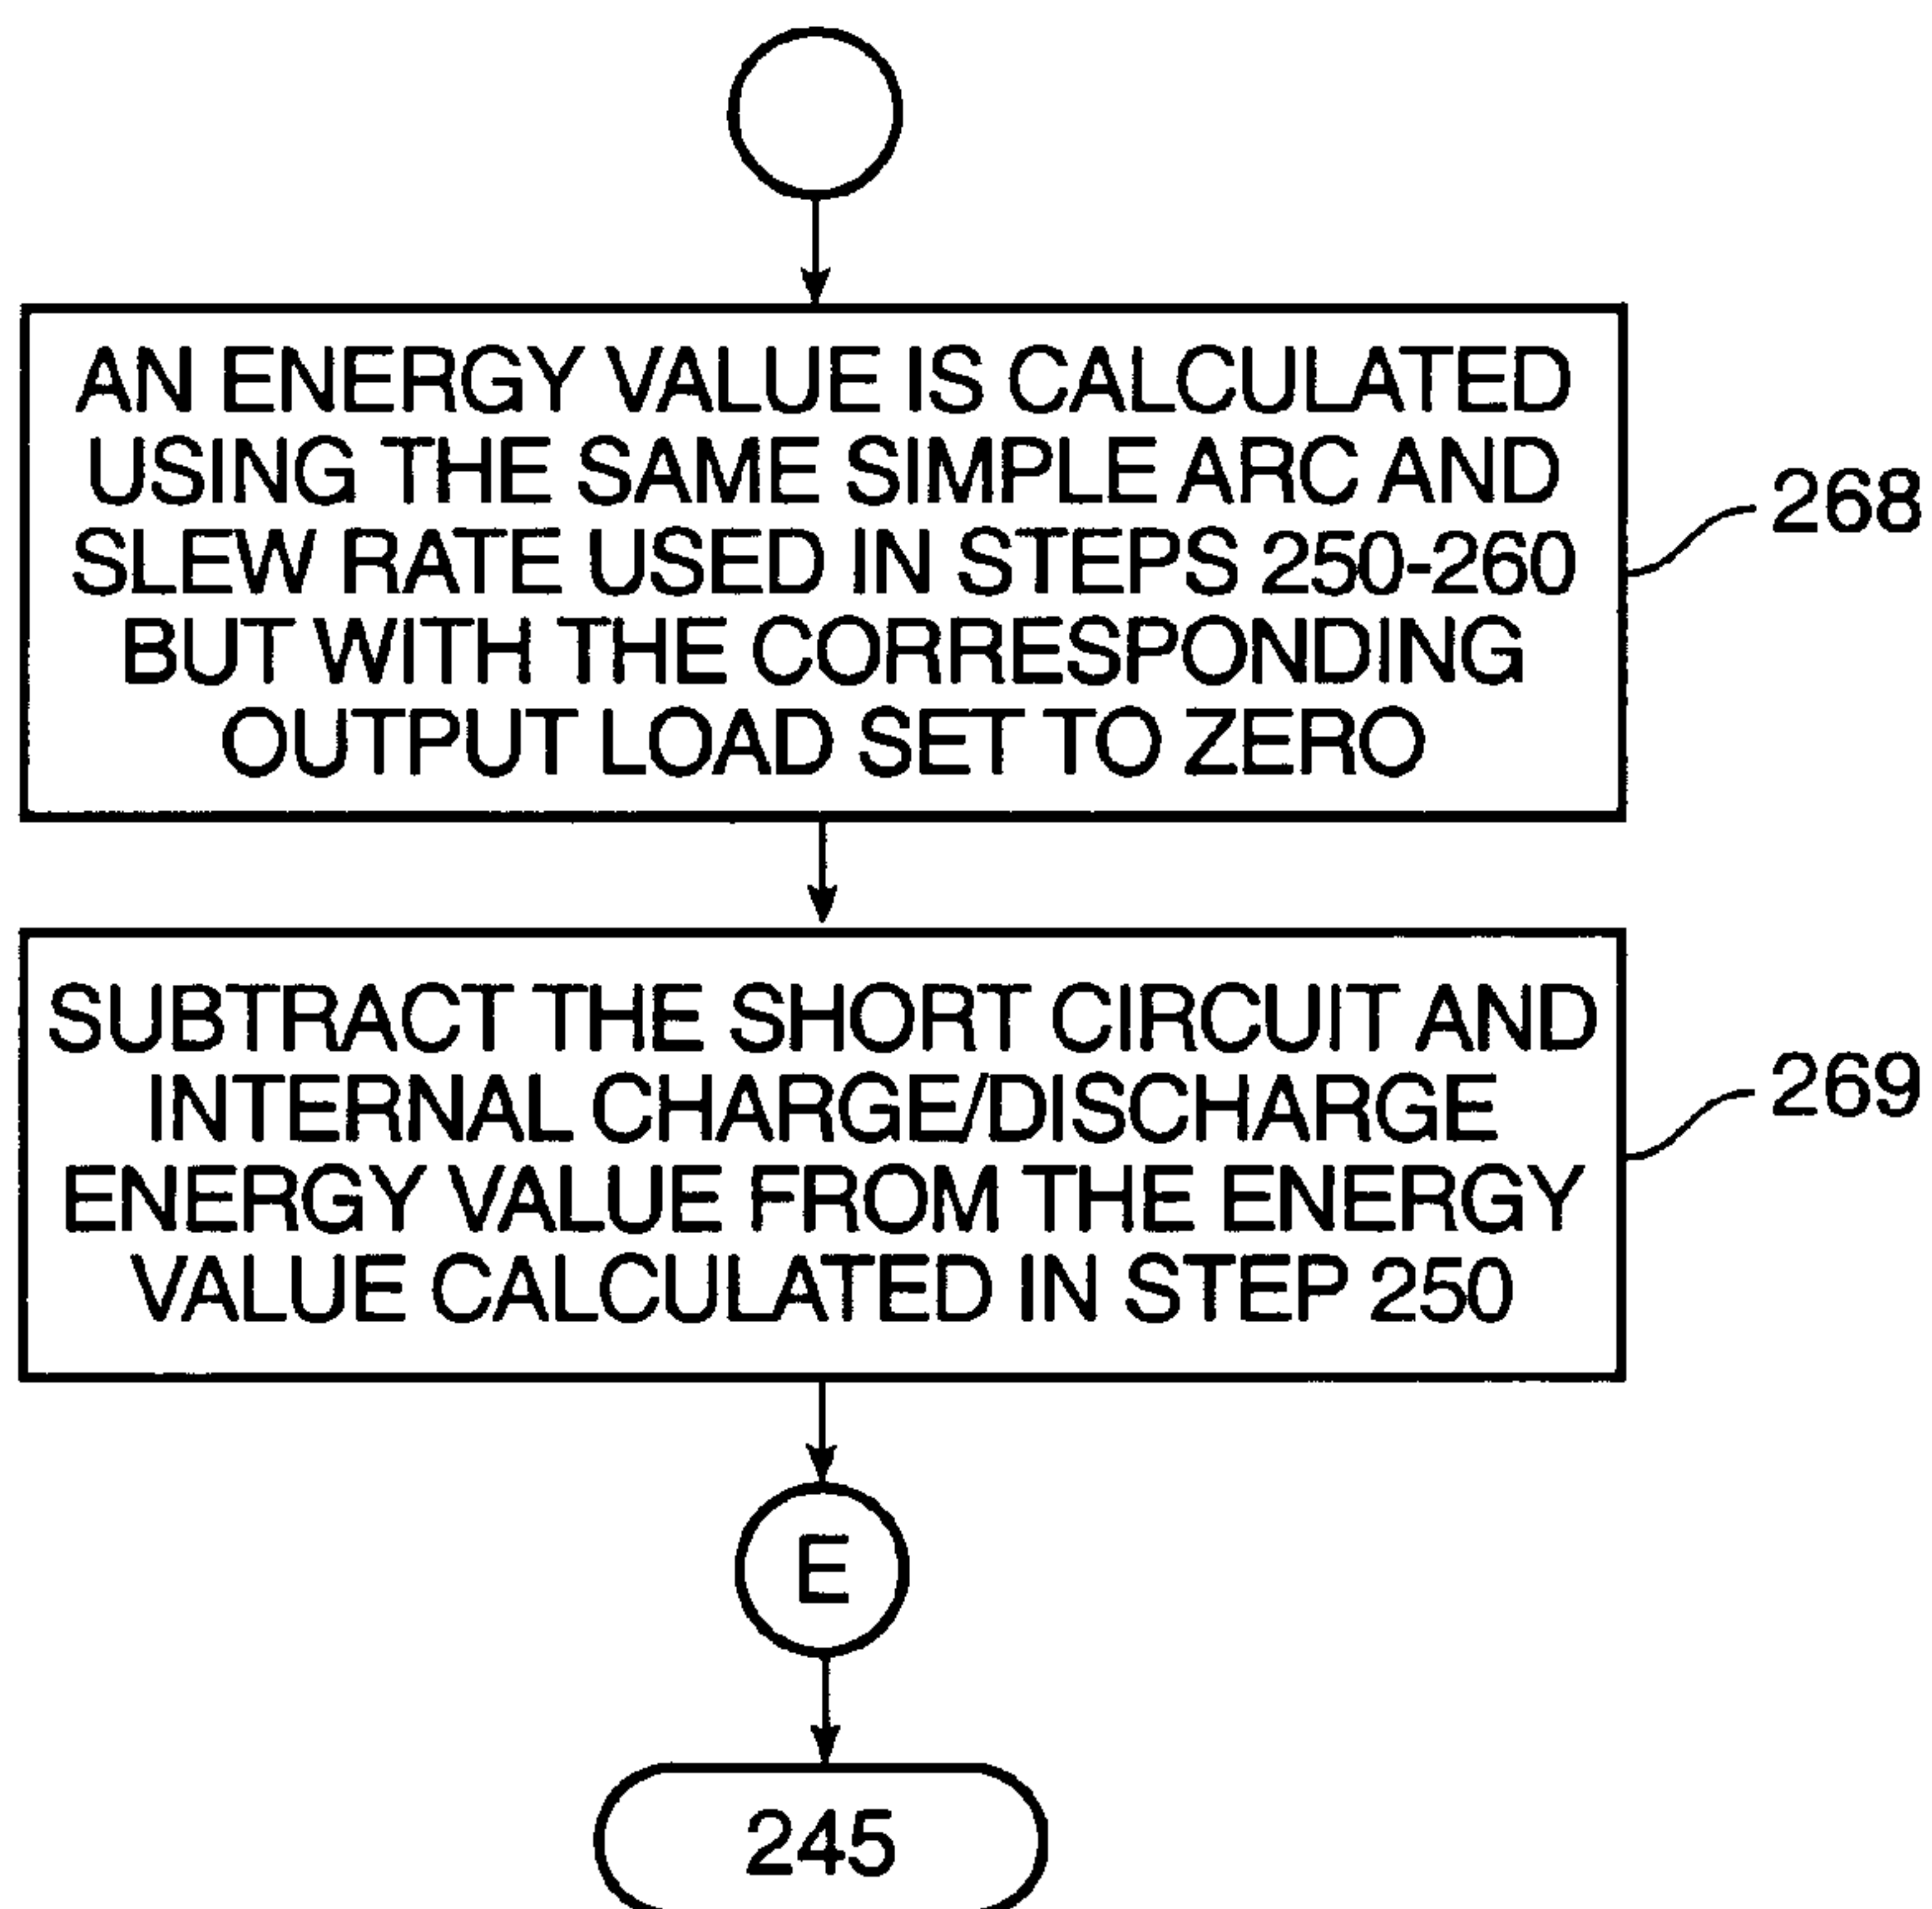 AN ENERGY VALUE IS CALCULATED
USING THE SAME SIMPLE ARC AND
SLEW RATE USED IN STEPS 250-260
BUT WITH THE CORRESPONDING
OUTPUT LOAD SET TO ZERO
268
SUBTRACT THE SHORT CIRCUIT AND
INTERNAL CHARGE/DISCHARGE
ENERGY VALUE FROM THE ENERGY
VALUE CALCULATED IN STEP 250
269
E
245